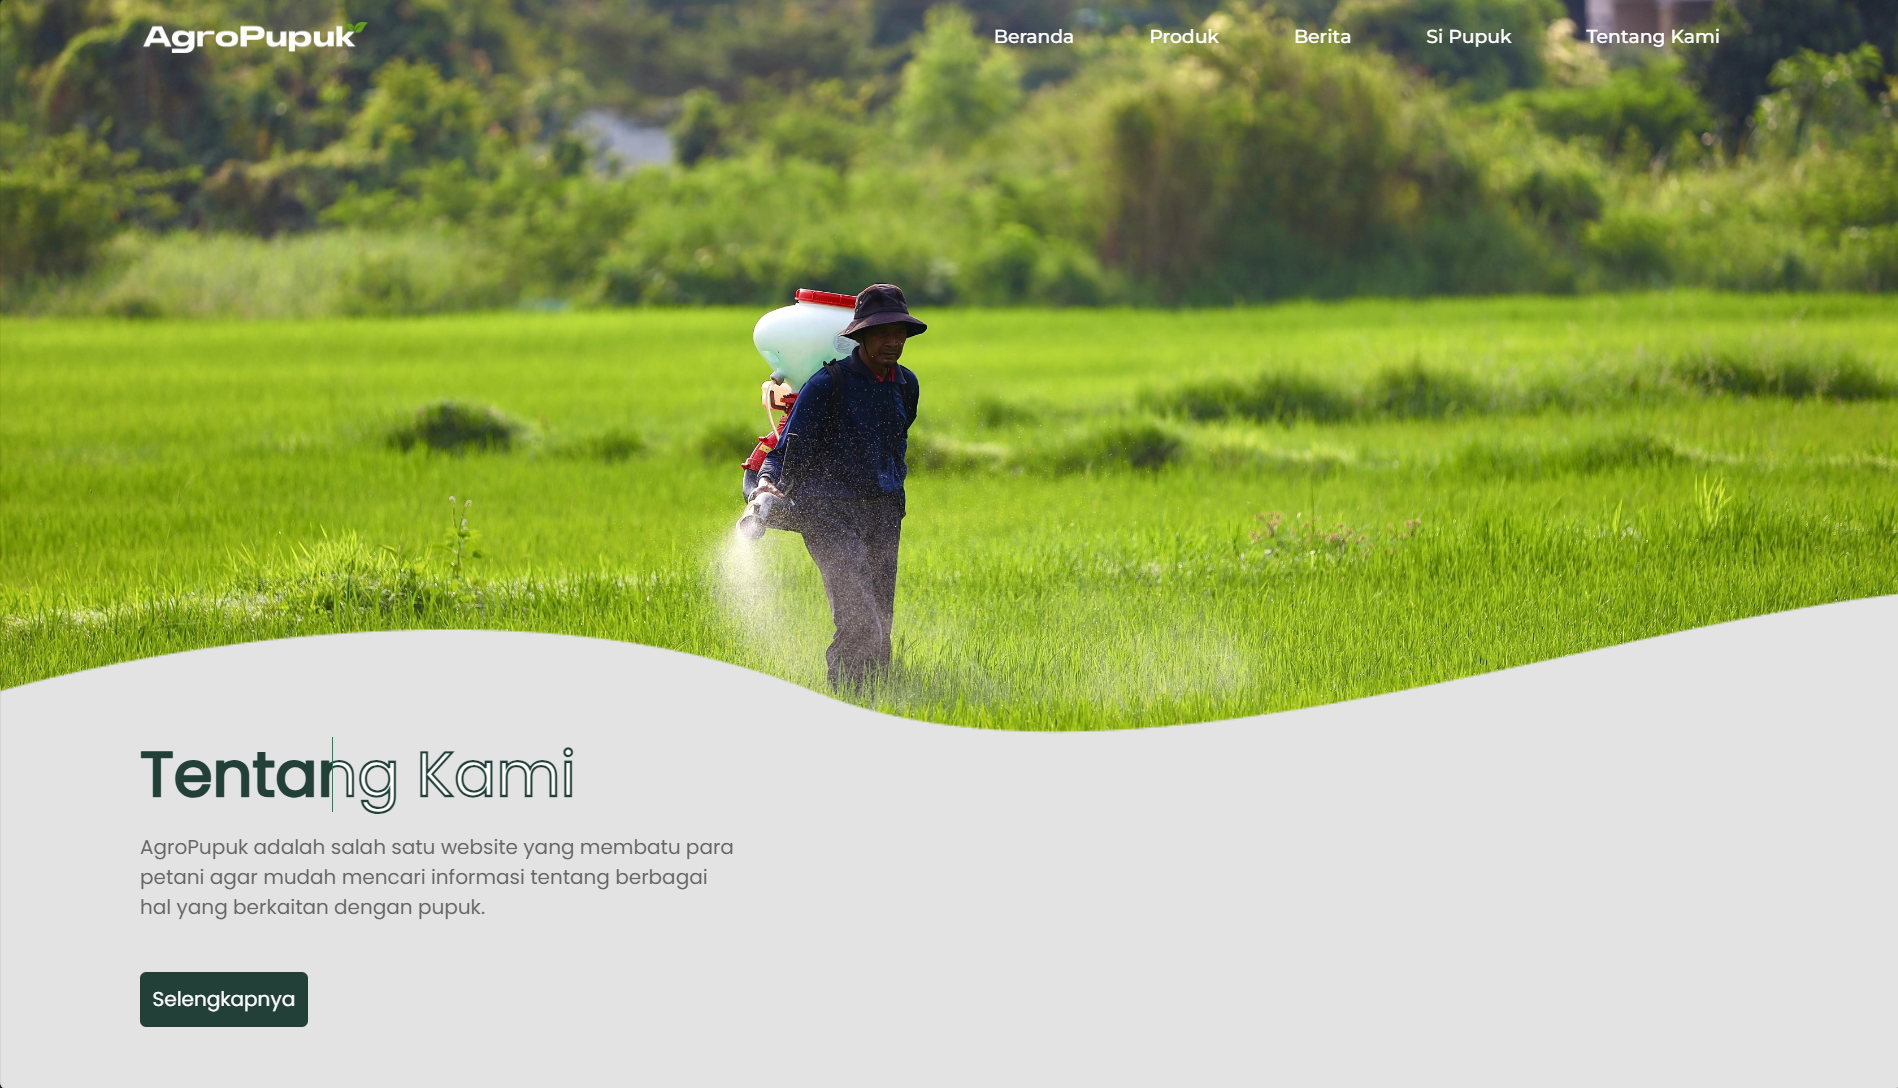 AgroPupuk
Beranda Produk Berita Si Pupuk Tentang Kami
Tentang Kami
AgroPupuk adalah salah satu website yang membatu para
petani agar mudah mencari informasi tentang berbagai
hal yang berkaitan dengan pupuk.
Selengkapnya